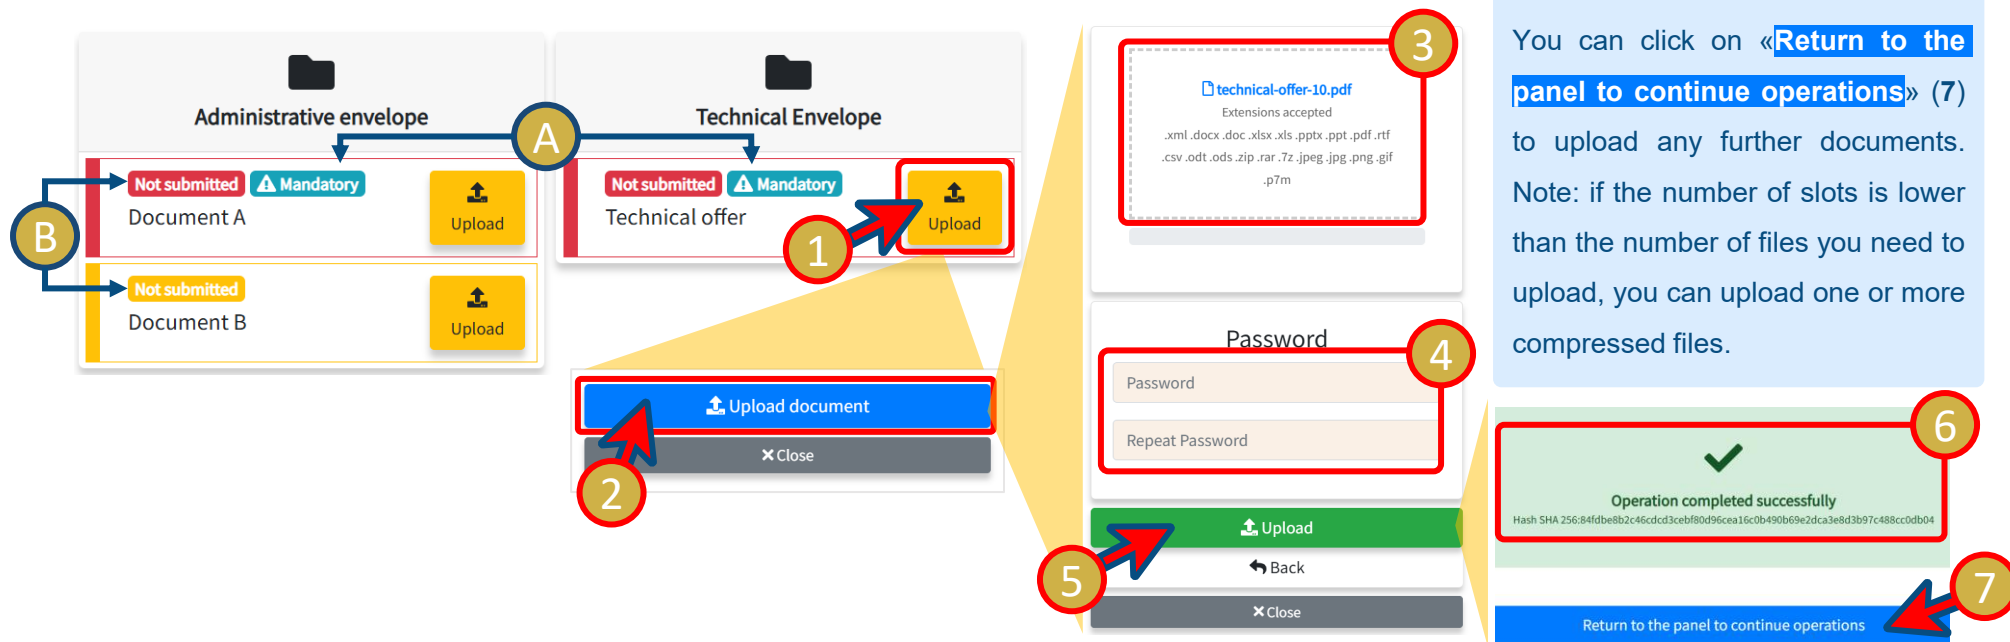 Administrative envelope
Not submitted Mandatory
Document A
Upload
Not submitted
Document B
Upload
A
B
Technical Envelope
Not submitted Mandatory
Technical offer
Upload
1
Upload document
Close
2
3
technical-offer-10.pdf
Extensions accepted
.xml .docx .doc .xlsx .xls .pptx .ppt .pdf .rtf
.csv .odt .ods .zip .rar .7z .jpeg .jpg .png .gif
.p7m
Password
4
Password
Repeat Password
Upload
5
Back
Close
You can click on «Return to the
panel to continue operations» (7)
to upload any further documents.
Note: if the number of slots is lower
than the number of files you need to
upload, you can upload one or more
compressed files.
6
Operation completed successfully
Hash SHA 256:84fdbe8b2c46cdcd3cebf80d96cea16c0b490b69e2dca3e8d3b97c488cc0db04
7
Return to the panel to continue operations